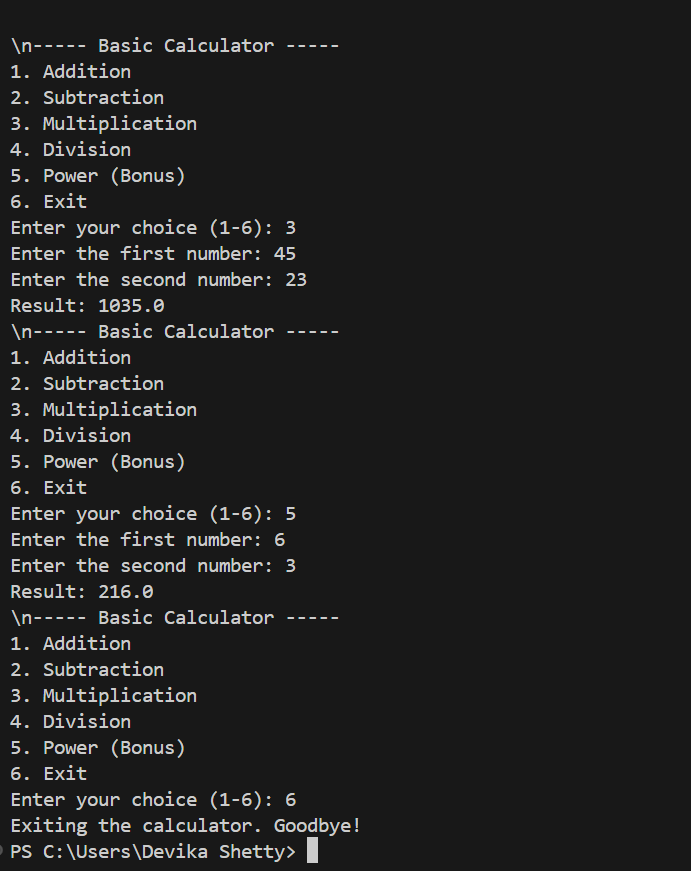 \n----- Basic Calculator -----
1. Addition
2. Subtraction
3. Multiplication
4. Division
5. Power (Bonus)
6. Exit
Enter your choice (1-6): 3
Enter the first number: 45
Enter the second number: 23
Result: 1035.0
\n----- Basic Calculator -----
1. Addition
2. Subtraction
3. Multiplication
4. Division
5. Power (Bonus)
6. Exit
Enter your choice (1-6): 5
Enter the first number: 6
Enter the second number: 3
Result: 216.0
\n----- Basic Calculator -----
1. Addition
2. Subtraction
3. Multiplication
4. Division
5. Power (Bonus)
6. Exit
Enter your choice (1-6): 6
Exiting the calculator. Goodbye!
PS C:\Users\Devika Shetty>